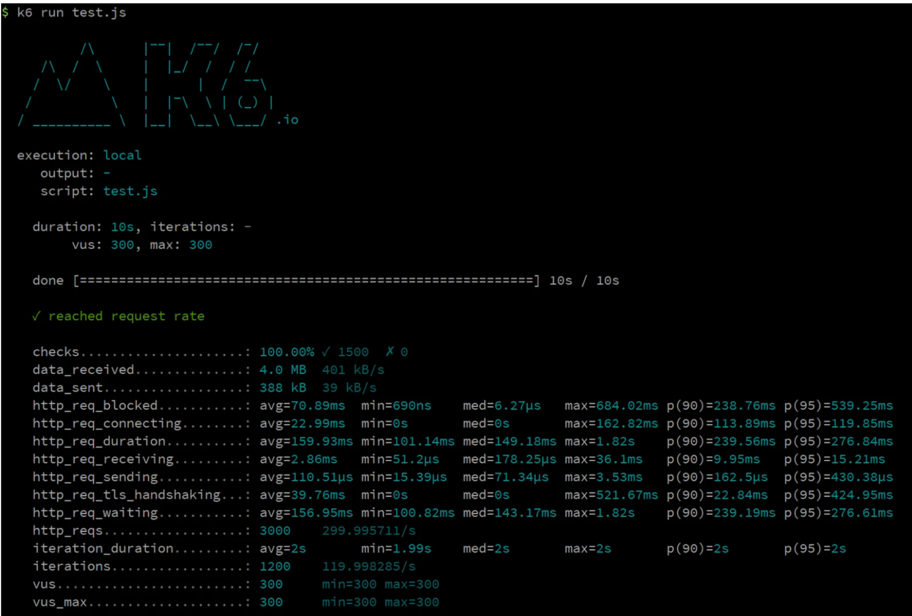 $ k6 run test.js
/\ |‾‾| /‾‾/ /‾/
/\ / \ | |_/ / / /
/ \/ \ | | / ‾‾\
/ \ | |‾\ \ | (_) |
/ __________ \ |__| \__\ \___/ .io
execution: local
output: -
script: test.js
duration: 10s, iterations: -
vus: 300, max: 300
done [==========================================================] 10s / 10s
✓ reached request rate
checks.....................: 100.00% ✓ 1500 ✗ 0
data_received..............: 4.0 MB 401 kB/s
data_sent..................: 388 kB 39 kB/s
http_req_blocked...........: avg=70.89ms min=690ns med=6.27µs max=684.02ms p(90)=238.76ms p(95)=539.25ms
http_req_connecting........: avg=22.99ms min=0s med=0s max=162.82ms p(90)=113.89ms p(95)=119.85ms
http_req_duration..........: avg=159.93ms min=101.14ms med=149.18ms max=1.82s p(90)=239.56ms p(95)=276.84ms
http_req_receiving.........: avg=2.86ms min=51.2µs med=178.25µs max=36.1ms p(90)=9.95ms p(95)=15.21ms
http_req_sending...........: avg=110.51µs min=15.39µs med=71.34µs max=3.53ms p(90)=162.5µs p(95)=430.38µs
http_req_tls_handshaking...: avg=39.76ms min=0s med=0s max=521.67ms p(90)=22.84ms p(95)=424.95ms
http_req_waiting...........: avg=156.95ms min=100.82ms med=143.17ms max=1.82s p(90)=239.19ms p(95)=276.61ms
http_reqs..................: 3000 299.995711/s
iteration_duration.........: avg=2s min=1.99s med=2s max=2s p(90)=2s p(95)=2s
iterations.................: 1200 119.998285/s
vus........................: 300 min=300 max=300
vus_max....................: 300 min=300 max=300